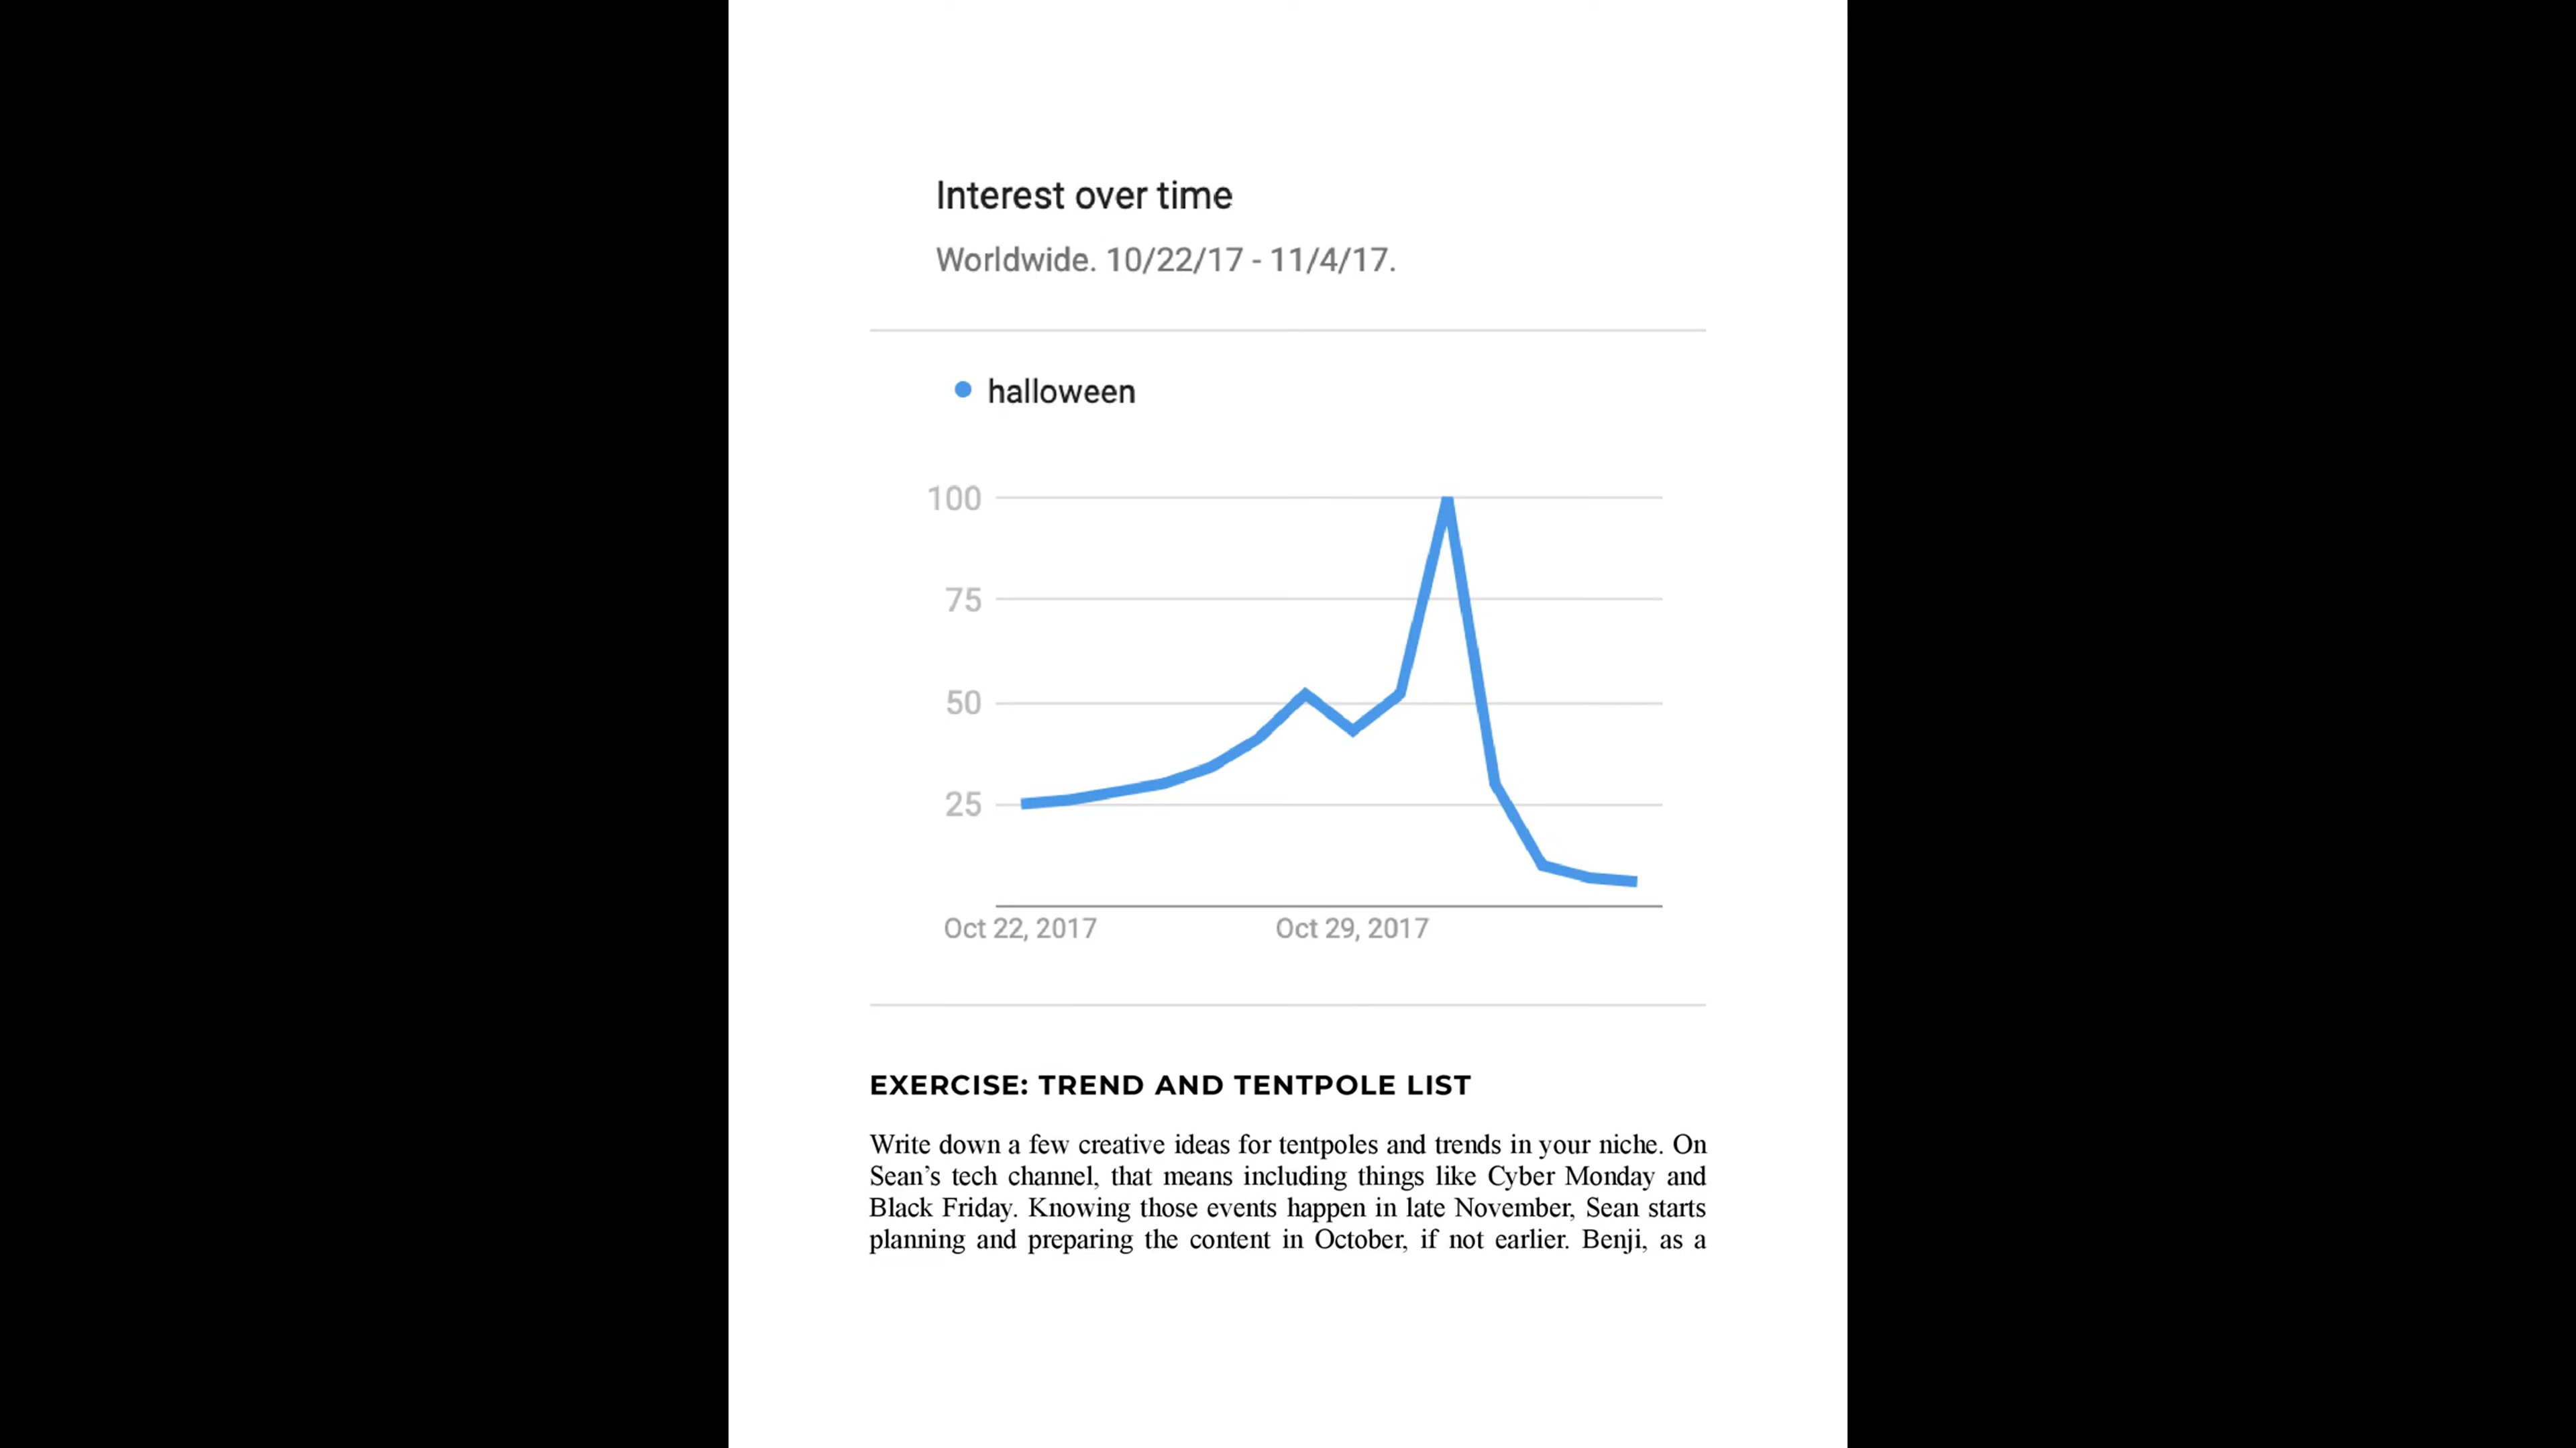 Interest over time
Worldwide. 10/22/17 - 11/4/17.
halloween
100
75
50
25
Oct 22, 2017
Oct 29, 2017
EXERCISE: TREND AND TENTPOLE LIST
Write down a few creative ideas for tentpoles and trends in your niche. On
Sean’s tech channel, that means including things like Cyber Monday and
Black Friday. Knowing those events happen in late November, Sean starts
planning and preparing the content in October, if not earlier. Benji, as a